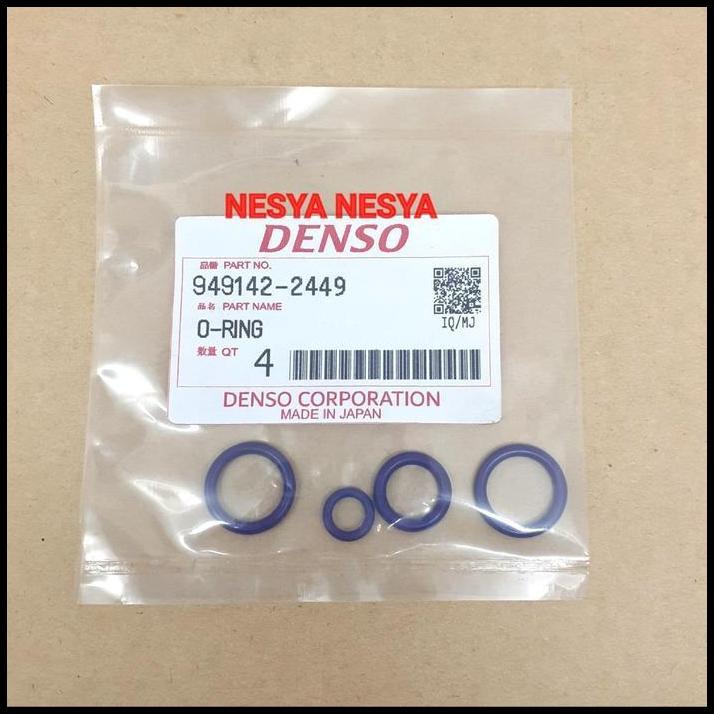 NESYA NESYA
DENSO
品番 PART NO.
949142-2449
品名 PART NAME
O-RING
IQ/MJ
数量 QT 4
DENSO CORPORATION
MADE IN JAPAN